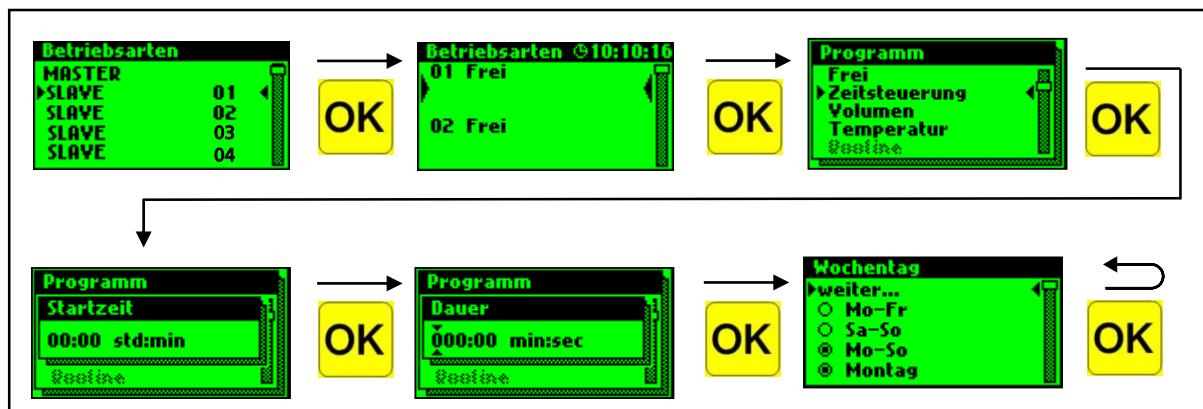 Betriebsarten
MASTER
SLAVE 01
SLAVE 02
SLAVE 03
SLAVE 04
OK
Betriebsarten 10:10:16
01 Frei
02 Frei
OK
Programm
Frei
Zeitsteuerung
Volumen
Temperatur
OK
Programm
Startzeit
00:00 std:min
OK
Programm
Dauer
000:00 min:sec
OK
Wochentag
weiter...
Mo-Fr
Sa-So
Mo-So
Montag
OK